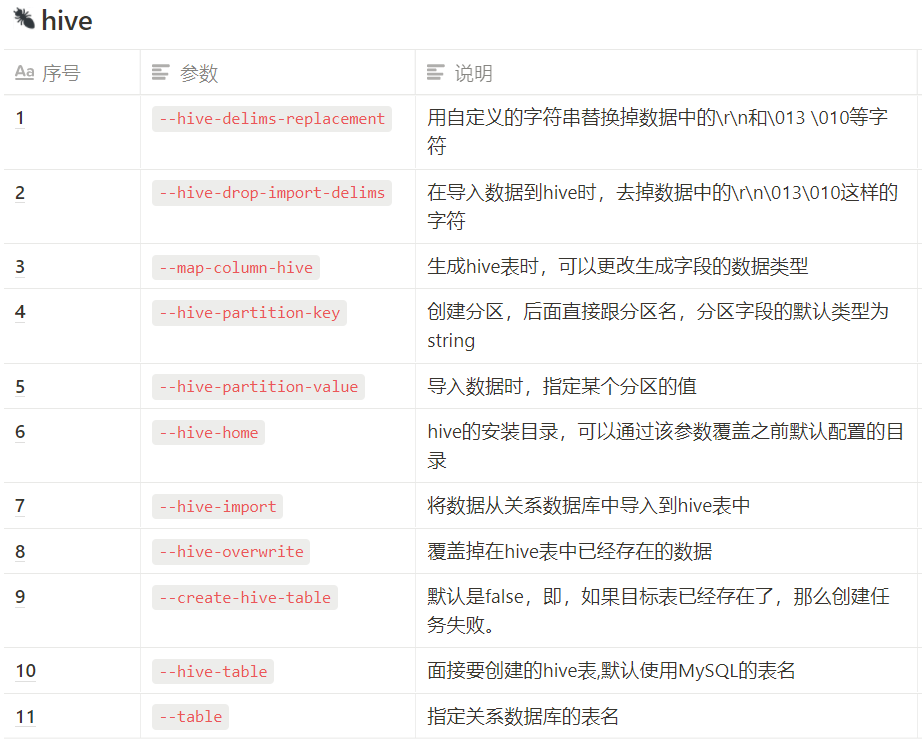 hive
Aa 序号 参数 说明
1 --hive-delims-replacement 用自定义的字符串替换掉数据中的\r\n和\013 \010等字
符
2 --hive-drop-import-delims 在导入数据到hive时，去掉数据中的\r\n\013\010这样的
字符
3 --map-column-hive 生成hive表时，可以更改生成字段的数据类型
4 --hive-partition-key 创建分区，后面直接跟分区名，分区字段的默认类型为
string
5 --hive-partition-value 导入数据时，指定某个分区的值
6 --hive-home hive的安装目录，可以通过该参数覆盖之前默认配置的目
录
7 --hive-import 将数据从关系数据库中导入到hive表中
8 --hive-overwrite 覆盖掉在hive表中已经存在的数据
9 --create-hive-table 默认是false，即，如果目标表已经存在了，那么创建任
务失败。
10 --hive-table 面接要创建的hive表,默认使用MySQL的表名
11 --table 指定关系数据库的表名